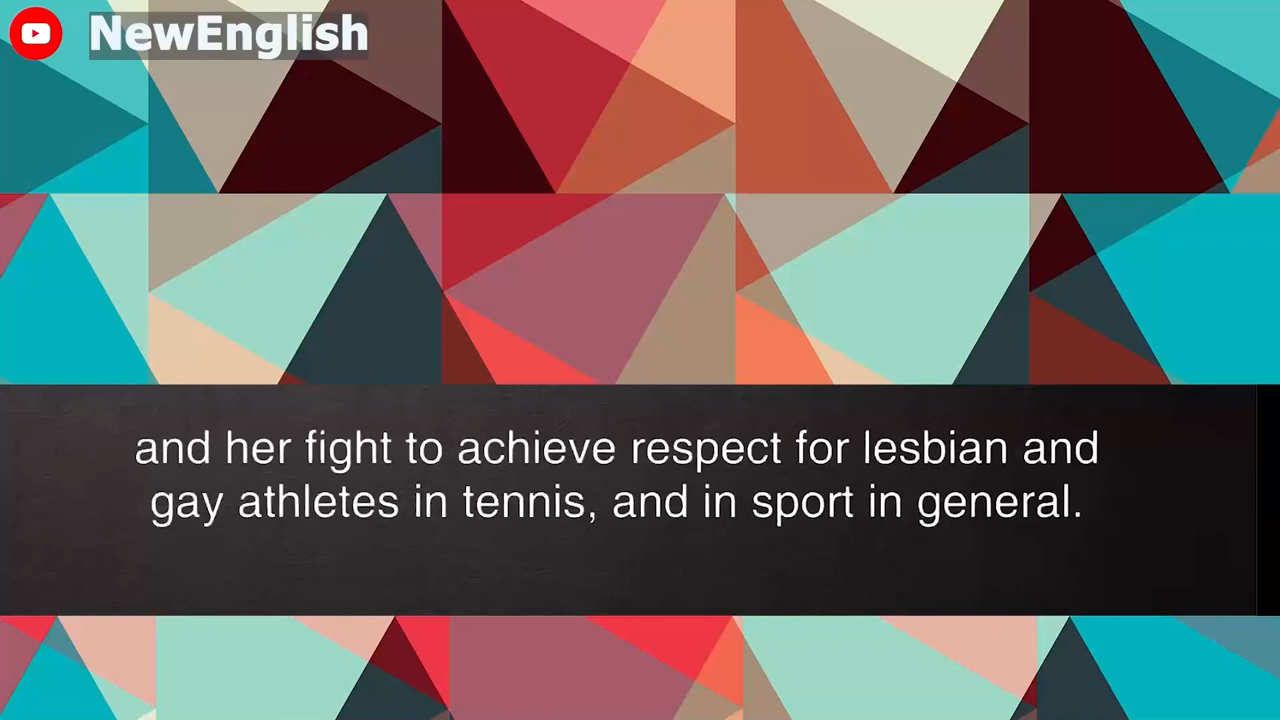 NewEnglish
and her fight to achieve respect for lesbian and
gay athletes in tennis, and in sport in general.